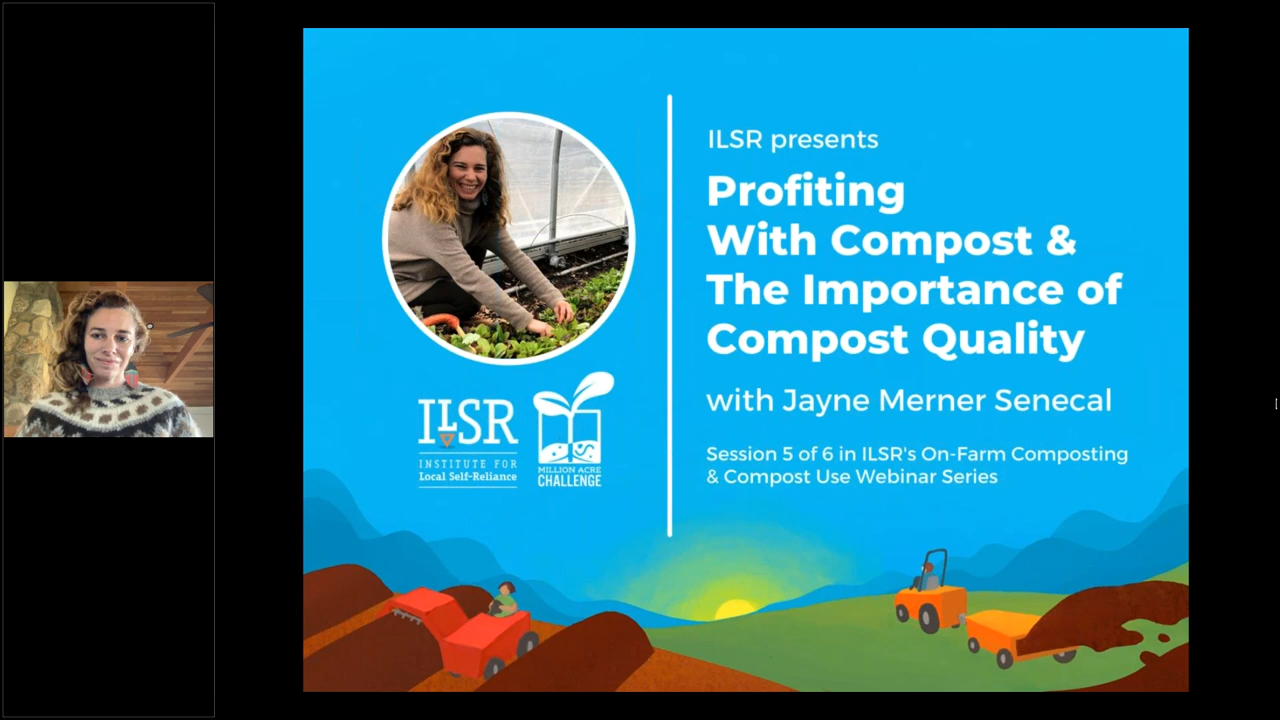 ILSR presents
Profiting
With Compost &
The Importance of
Compost Quality
with Jayne Merner Senecal
Session 5 of 6 in ILSR's On-Farm Composting
& Compost Use Webinar Series
ILSR
INSTITUTE FOR
Local Self-Reliance
MILLION ACRE
CHALLENGE